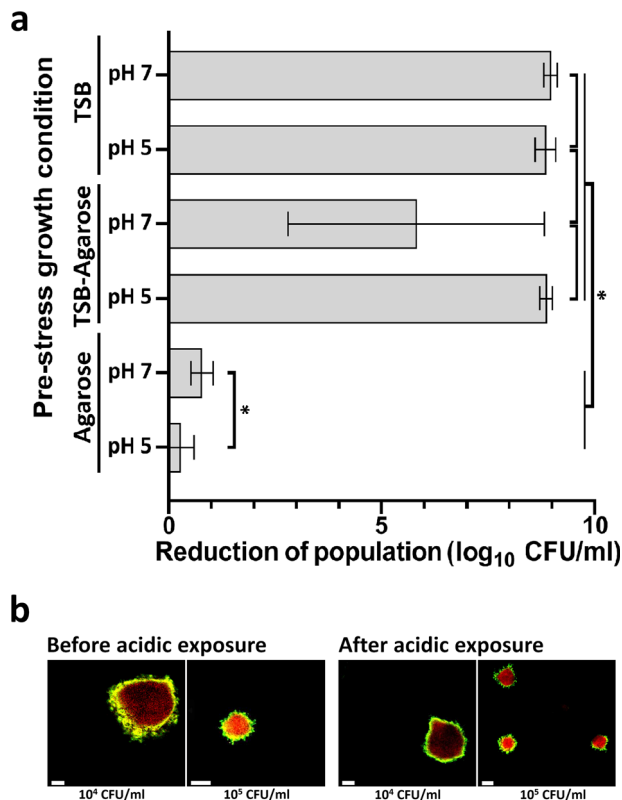 a
Pre-stress growth condition
TSB
pH 7
pH 5
TSB-Agarose
pH 7
pH 5
Agarose
pH 7
pH 5
*
*
0 5 10
Reduction of population (log10 CFU/ml)
b
Before acidic exposure After acidic exposure
10⁴ CFU/ml 10⁵ CFU/ml 10⁴ CFU/ml 10⁵ CFU/ml